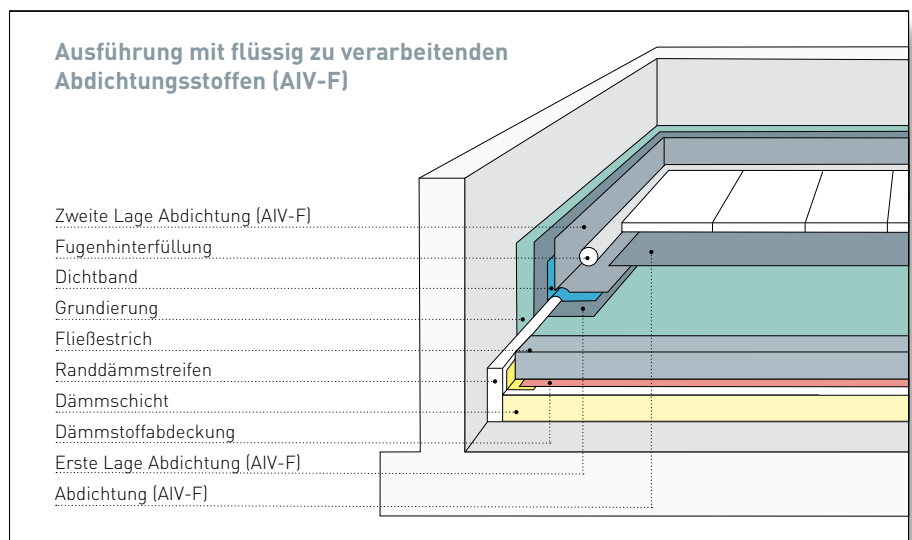 Ausführung mit flüssig zu verarbeitenden
Abdichtungsstoffen (AIV-F)
Zweite Lage Abdichtung (AIV-F)
Fugenhinterfüllung
Dichtband
Grundierung
Fließestrich
Randdämmstreifen
Dämmschicht
Dämmstoffabdeckung
Erste Lage Abdichtung (AIV-F)
Abdichtung (AIV-F)